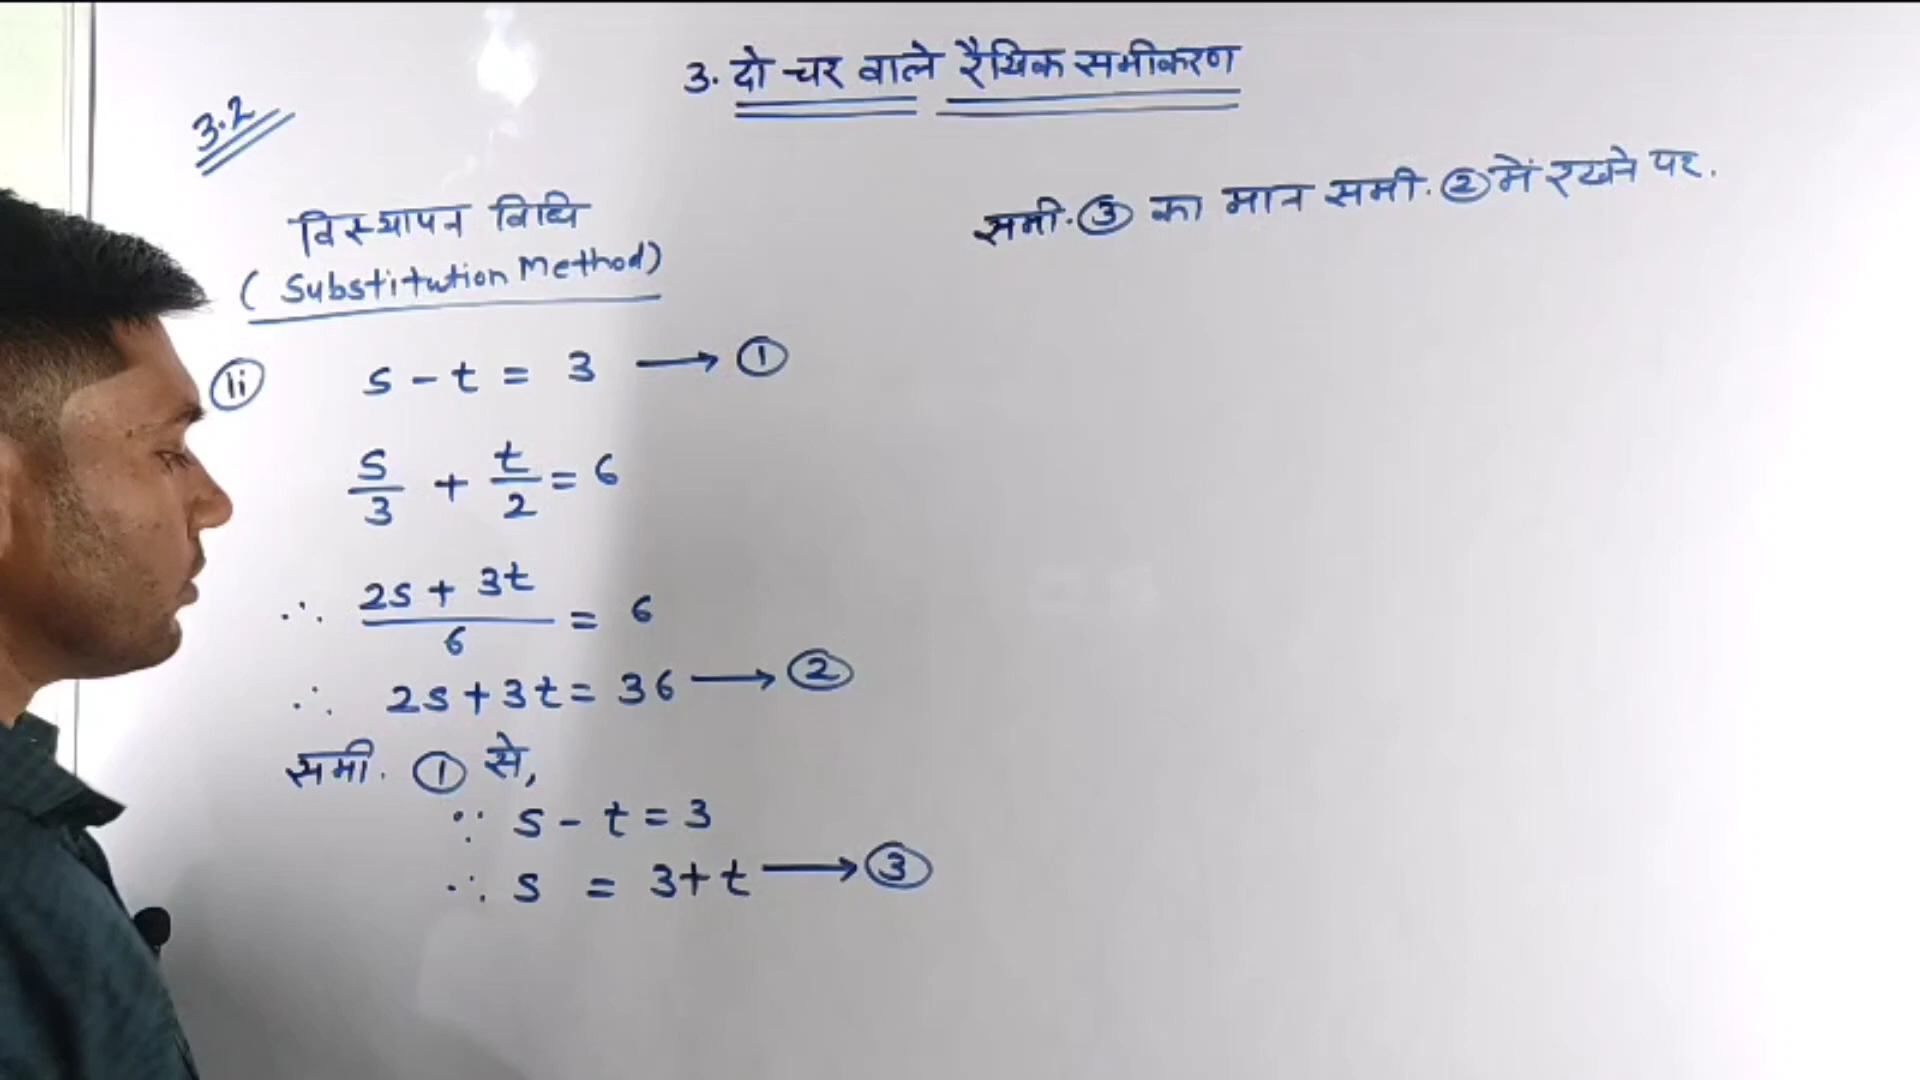 3. दो चर वाले रैखिक समीकरण
3.2
विस्थापन विधि
(Substitution Method)
(ii) s - t = 3 ⟶ ①
s/3 + t/2 = 6
∴ (2s + 3t)/6 = 6
∴ 2s + 3t = 36 ⟶ ②
समी. ① से,
∵ s - t = 3
∴ s = 3 + t ⟶ ③
समी. ③ का मान समी. ② में रखने पर.